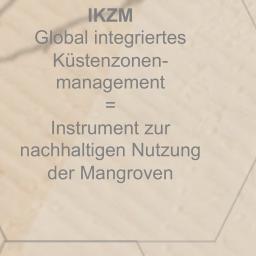 IKZM
Global integriertes
Küstenzonen-
management
=
Instrument zur
nachhaltigen Nutzung
der Mangroven